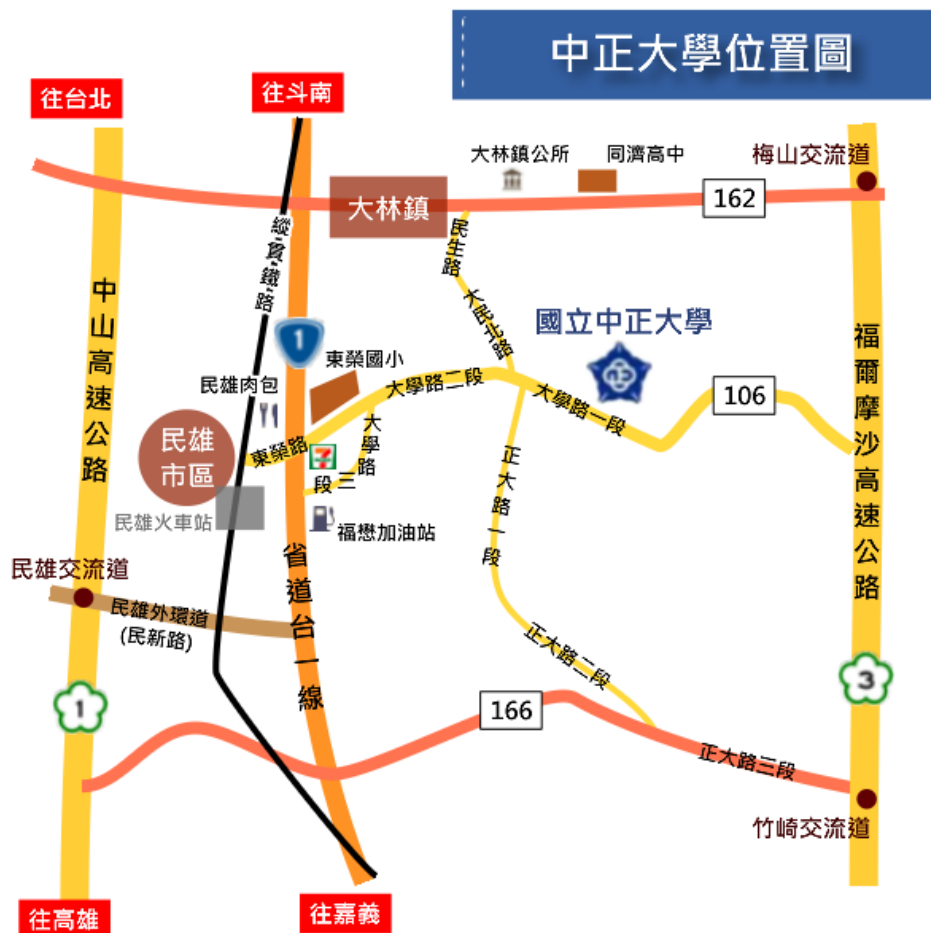 中正大學位置圖
往台北
往斗南
大林鎮公所
同濟高中
梅山交流道
162
大林鎮
民生路
縱貫鐵路
大民北路
中山高速公路
1
國立中正大學
福爾摩沙高速公路
東榮國小
民雄肉包
大學路二段
大學路一段
106
民雄
市區
東榮路
大學路
三段
正大路一段
民雄火車站
福懋加油站
省道台一線
民雄交流道
民雄外環道
(民新路)
正大路二段
3
1
166
正大路三段
竹崎交流道
往高雄
往嘉義